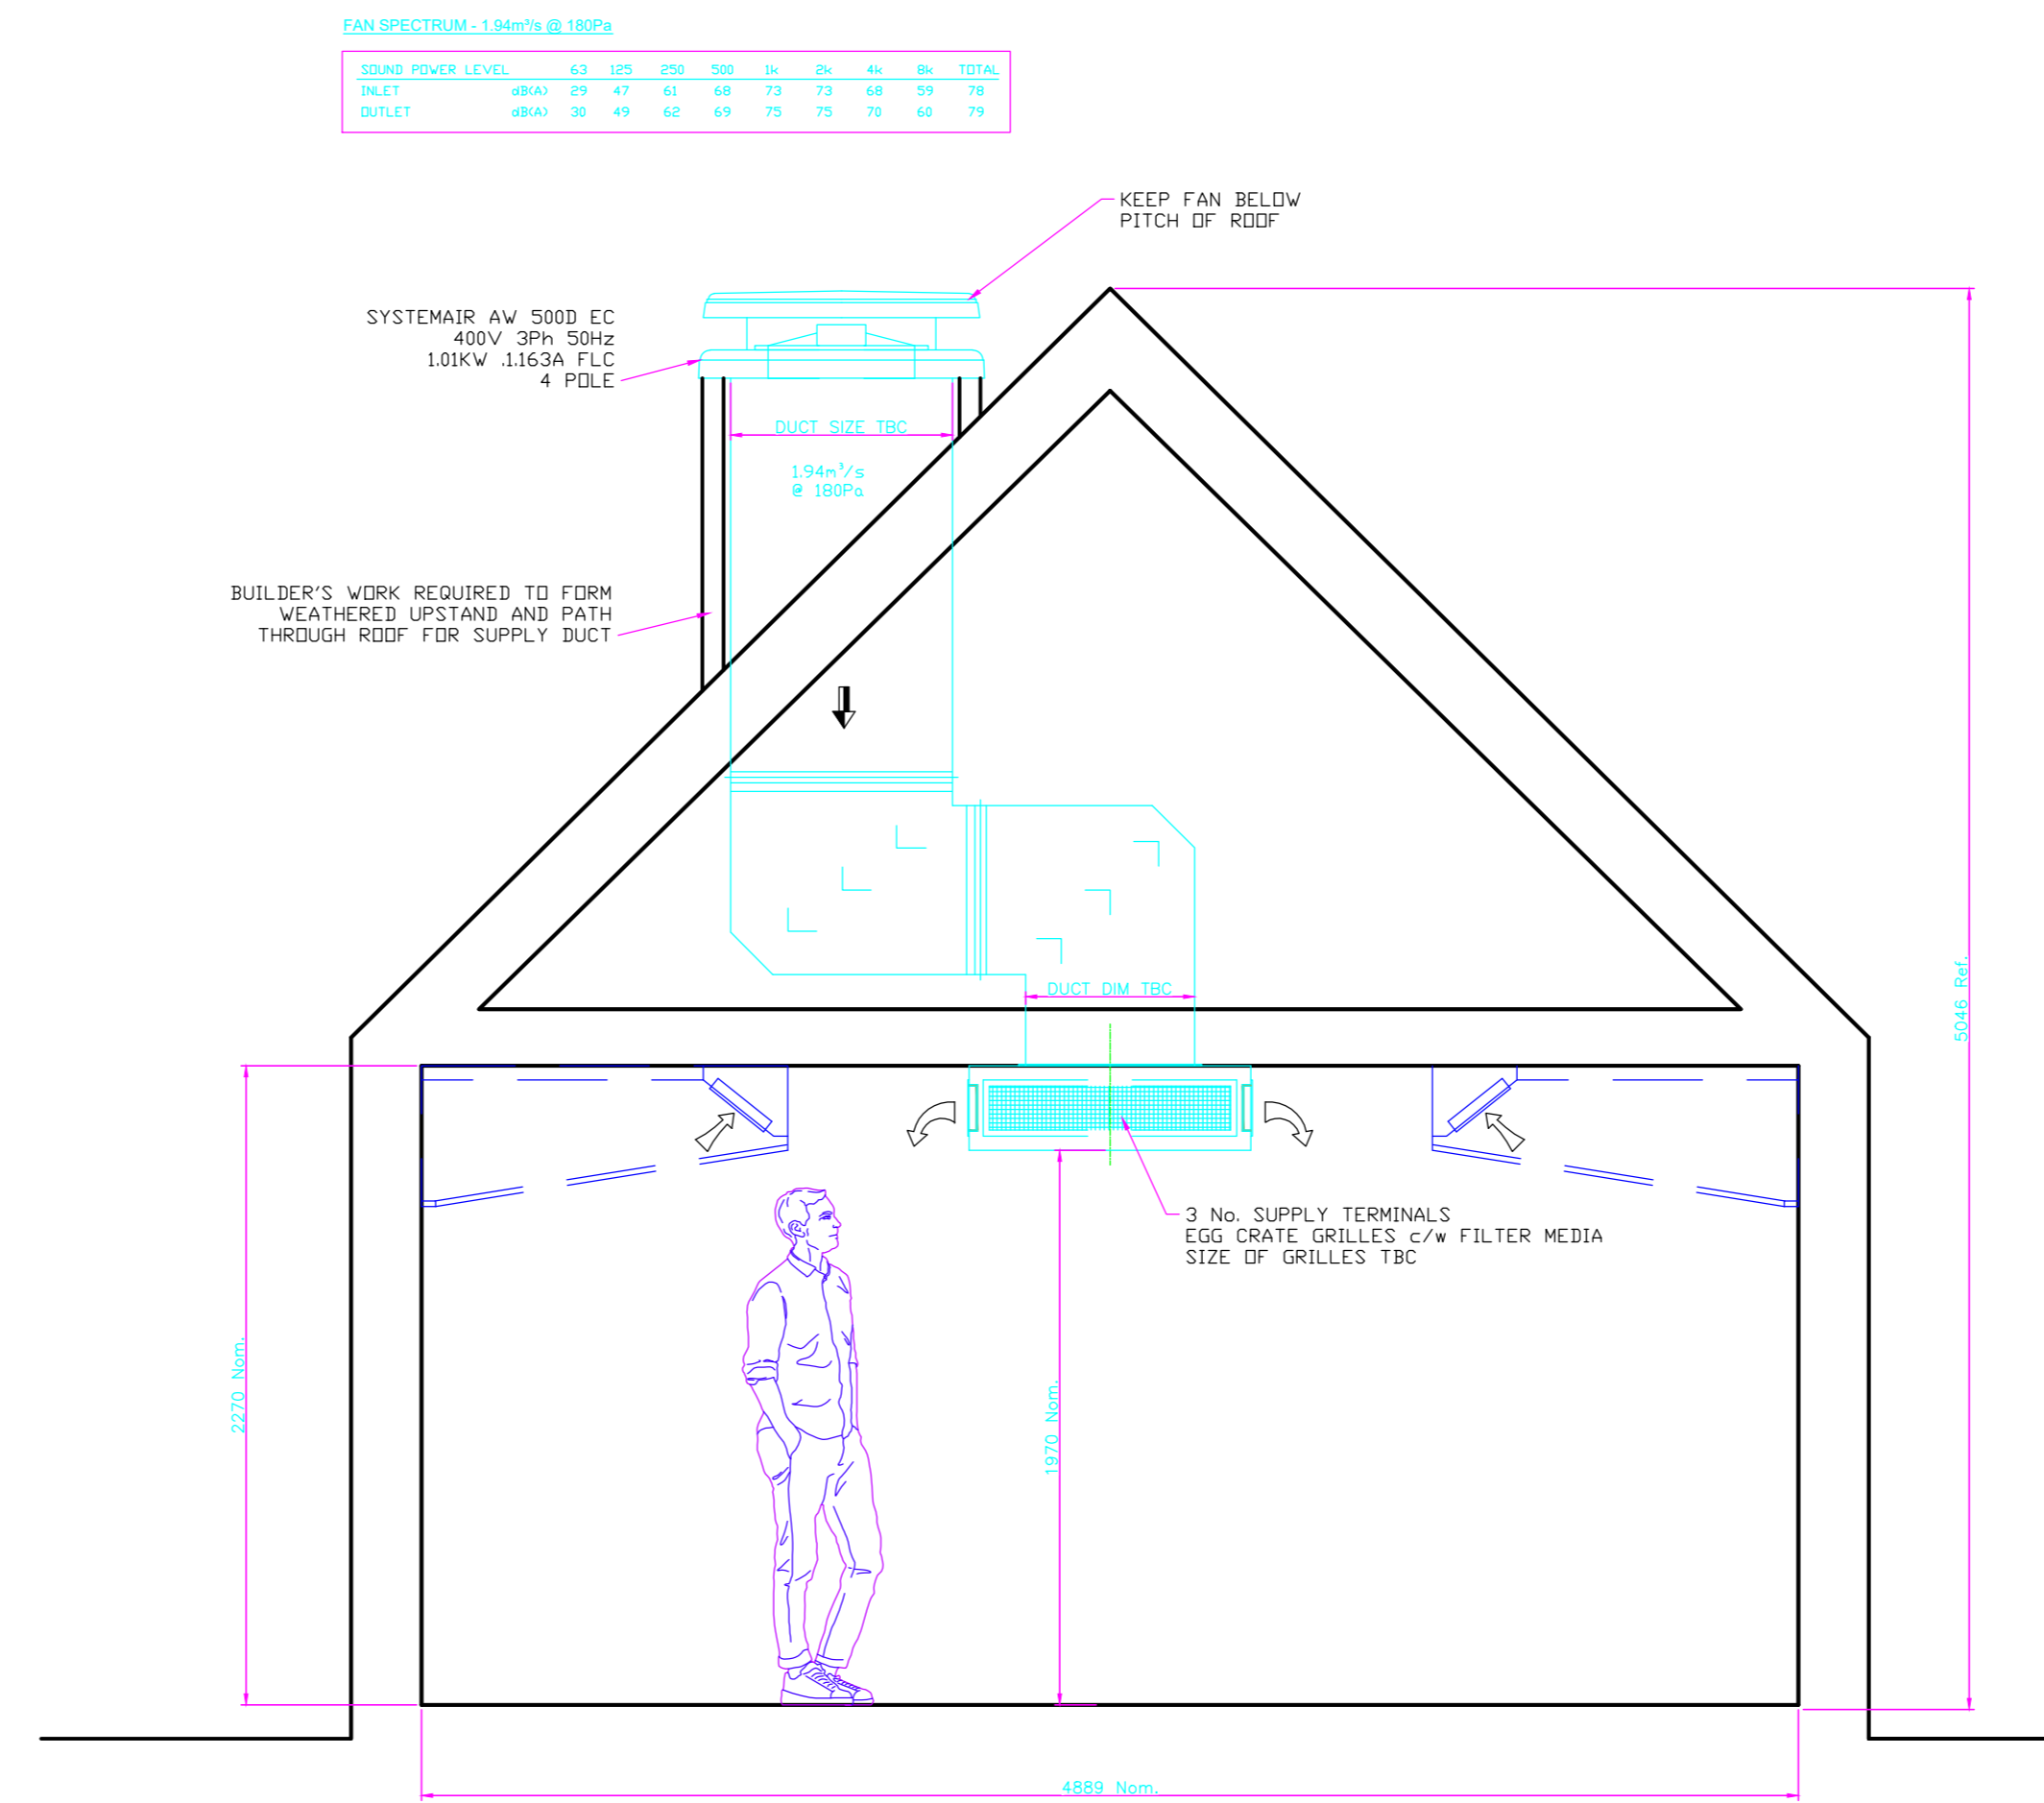 FAN SPECTRUM - 1.94m³/s @ 180Pa
SOUND POWER LEVEL 63 125 250 500 1k 2k 4k 8k TOTAL
INLET dB(A) 29 47 61 68 73 73 68 59 78
OUTLET dB(A) 30 49 62 69 75 75 70 60 79
KEEP FAN BELOW
PITCH OF ROOF
SYSTEMAIR AW 500D EC
400V 3Ph 50Hz
1.01KW .1.163A FLC
4 POLE
DUCT SIZE TBC
1.94m³/s
@ 180Pa
BUILDER'S WORK REQUIRED TO FORM
WEATHERED UPSTAND AND PATH
THROUGH ROOF FOR SUPPLY DUCT
DUCT DIM TBC
5046 Ref.
3 No. SUPPLY TERMINALS
EGG CRATE GRILLES c/w FILTER MEDIA
SIZE OF GRILLES TBC
2270 Nom.
1970 Nom.
4889 Nom.